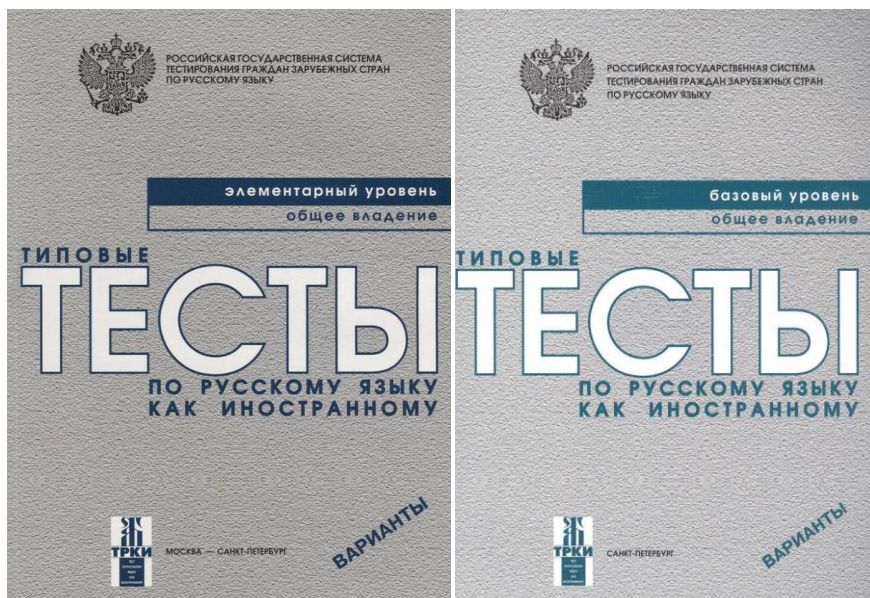 РОССИЙСКАЯ ГОСУДАРСТВЕННАЯ СИСТЕМА
ТЕСТИРОВАНИЯ ГРАЖДАН ЗАРУБЕЖНЫХ СТРАН
ПО РУССКОМУ ЯЗЫКУ
элементарный уровень
общее владение
ТИПОВЫЕ
ТЕСТЫ
ПО РУССКОМУ ЯЗЫКУ
КАК ИНОСТРАННОМУ
ВАРИАНТЫ
ТРКИ
МОСКВА — САНКТ-ПЕТЕРБУРГ
РОССИЙСКАЯ ГОСУДАРСТВЕННАЯ СИСТЕМА
ТЕСТИРОВАНИЯ ГРАЖДАН ЗАРУБЕЖНЫХ СТРАН
ПО РУССКОМУ ЯЗЫКУ
базовый уровень
общее владение
ТИПОВЫЕ
ТЕСТЫ
ПО РУССКОМУ ЯЗЫКУ
КАК ИНОСТРАННОМУ
ВАРИАНТЫ
ТРКИ
САНКТ-ПЕТЕРБУРГ